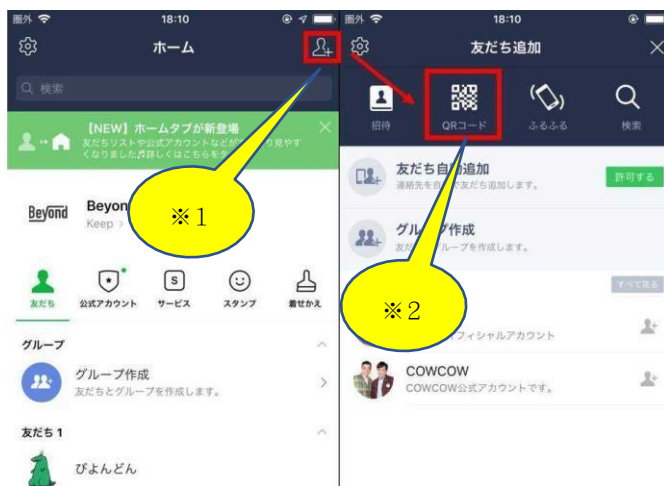 圏外 18:10
ホーム
検索
【NEW】ホームタブが新登場
友だちリストや公式アカウントなどが
り見やす
くなりました♬詳しくはこちらを
Beyond
Beyon
Keep >
※1
友だち 公式アカウント サービス スタンプ 着せかえ
グループ
グループ作成
友だちとグループを作成します。
友だち 1
ぴよんどん
圏外 18:10
友だち追加
招待 QRコード ふるふる 検索
友だち自動追加
連絡先を自動で友だち追加します。
許可する
グループ作成
友だちとグループを作成します。
すべて見る
※2
フィシャルアカウント
COWCOW
COWCOW公式アカウントです。